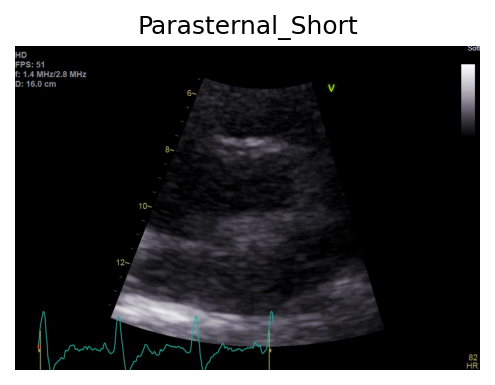 Parasternal_Short
Soft
HD
FPS: 51
f: 1.4 MHz/2.8 MHz
D: 16.0 cm
V
6
8
10
12
82
HR